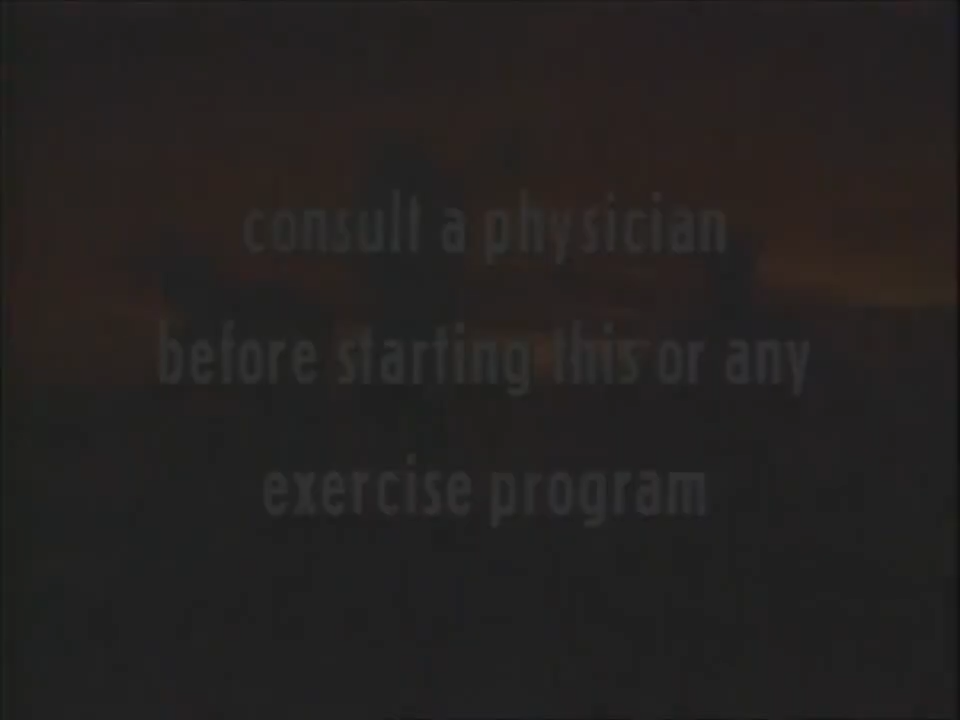 consult a physician
before starting this or any
exercise program